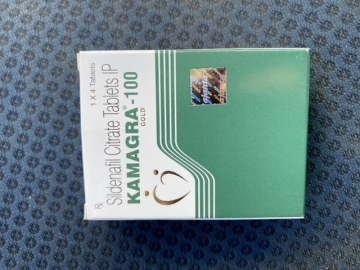 1 X 4 Tablets
Rx
Sildenafil Citrate Tablets IP
KAMAGRA®-100
GOLD